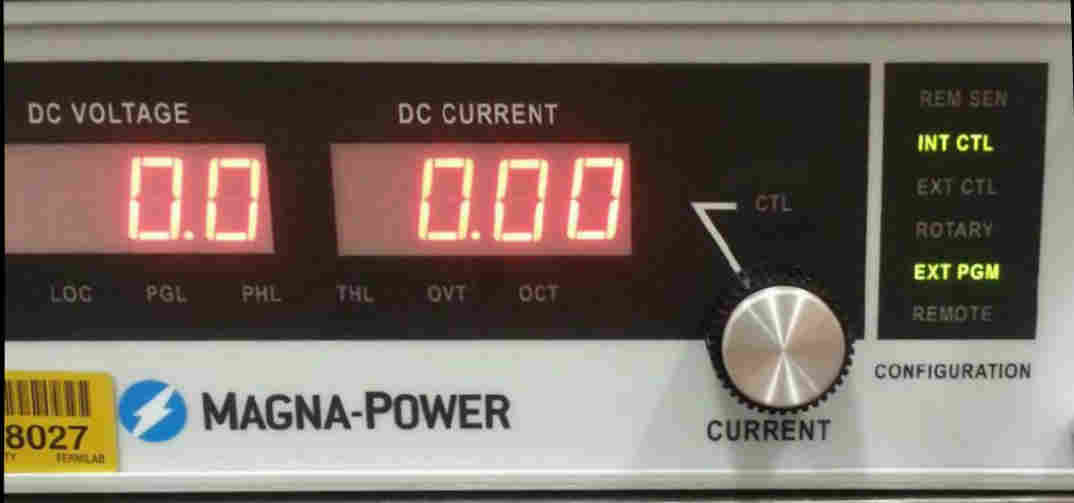 DC VOLTAGE
DC CURRENT
0.0
0.00
LOC PGL PHL THL OVT OCT
CTL
REM SEN
INT CTL
EXT CTL
ROTARY
EXT PGM
REMOTE
CONFIGURATION
CURRENT
MAGNA-POWER
8027
TY FERMILAB